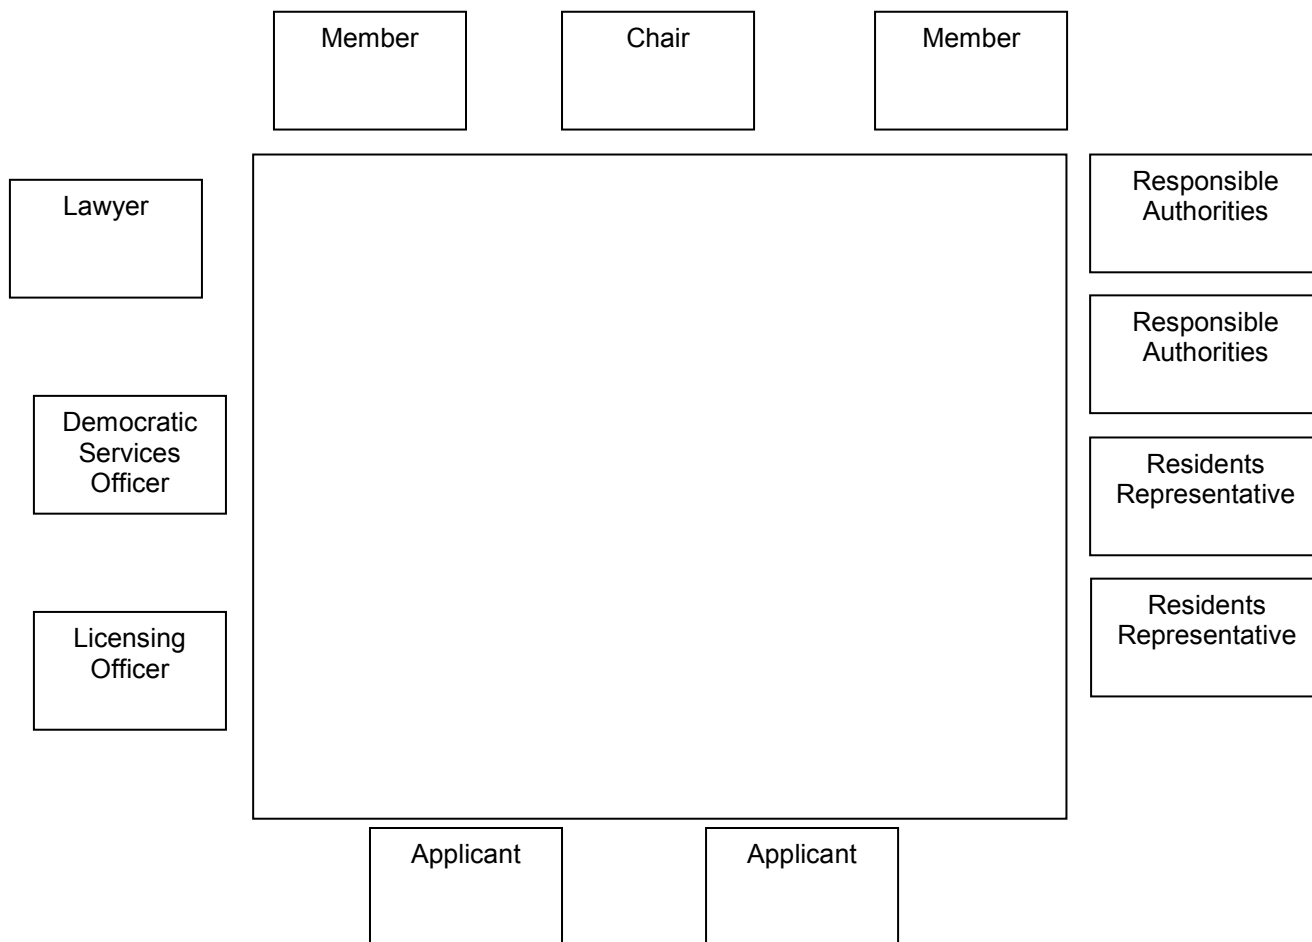 Member
Chair
Member
Lawyer
Responsible
Authorities
Responsible
Authorities
Democratic
Services
Officer
Residents
Representative
Licensing
Officer
Residents
Representative
Applicant
Applicant